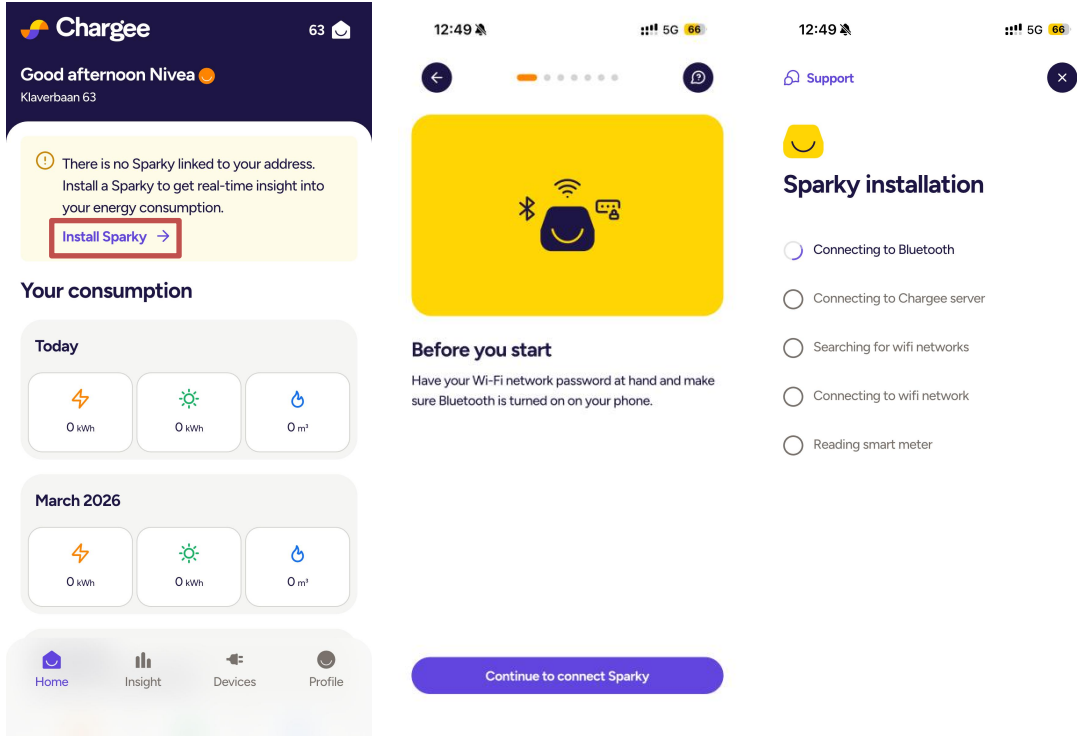 Chargee
63
Good afternoon Nivea
Klaverbaan 63
There is no Sparky linked to your address.
Install a Sparky to get real-time insight into
your energy consumption.
Install Sparky →
Your consumption
Today
0 kWh
0 kWh
0 m³
March 2026
0 kWh
0 kWh
0 m³
Home
Insight
Devices
Profile
12:49
5G 66
Before you start
Have your Wi-Fi network password at hand and make
sure Bluetooth is turned on on your phone.
Continue to connect Sparky
12:49
5G 66
Support
Sparky installation
Connecting to Bluetooth
Connecting to Chargee server
Searching for wifi networks
Connecting to wifi network
Reading smart meter